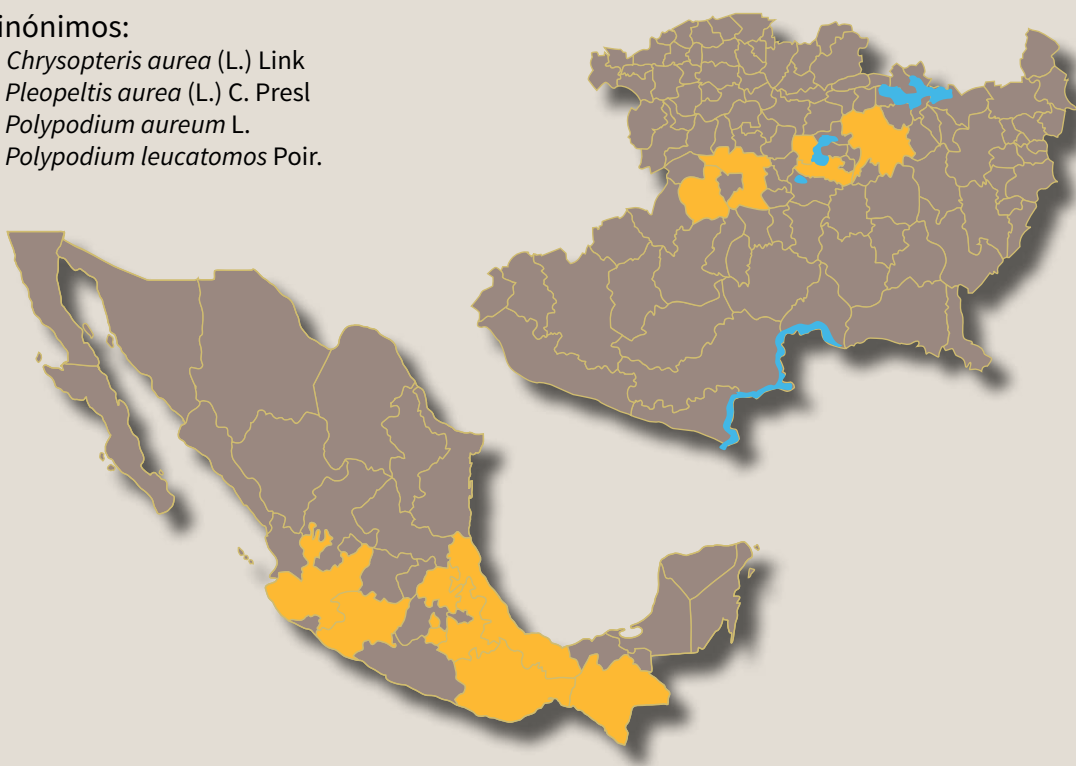 inónimos:
Chrysopteris aurea (L.) Link
Pleopeltis aurea (L.) C. Presl
Polypodium aureum L.
Polypodium leucatomos Poir.